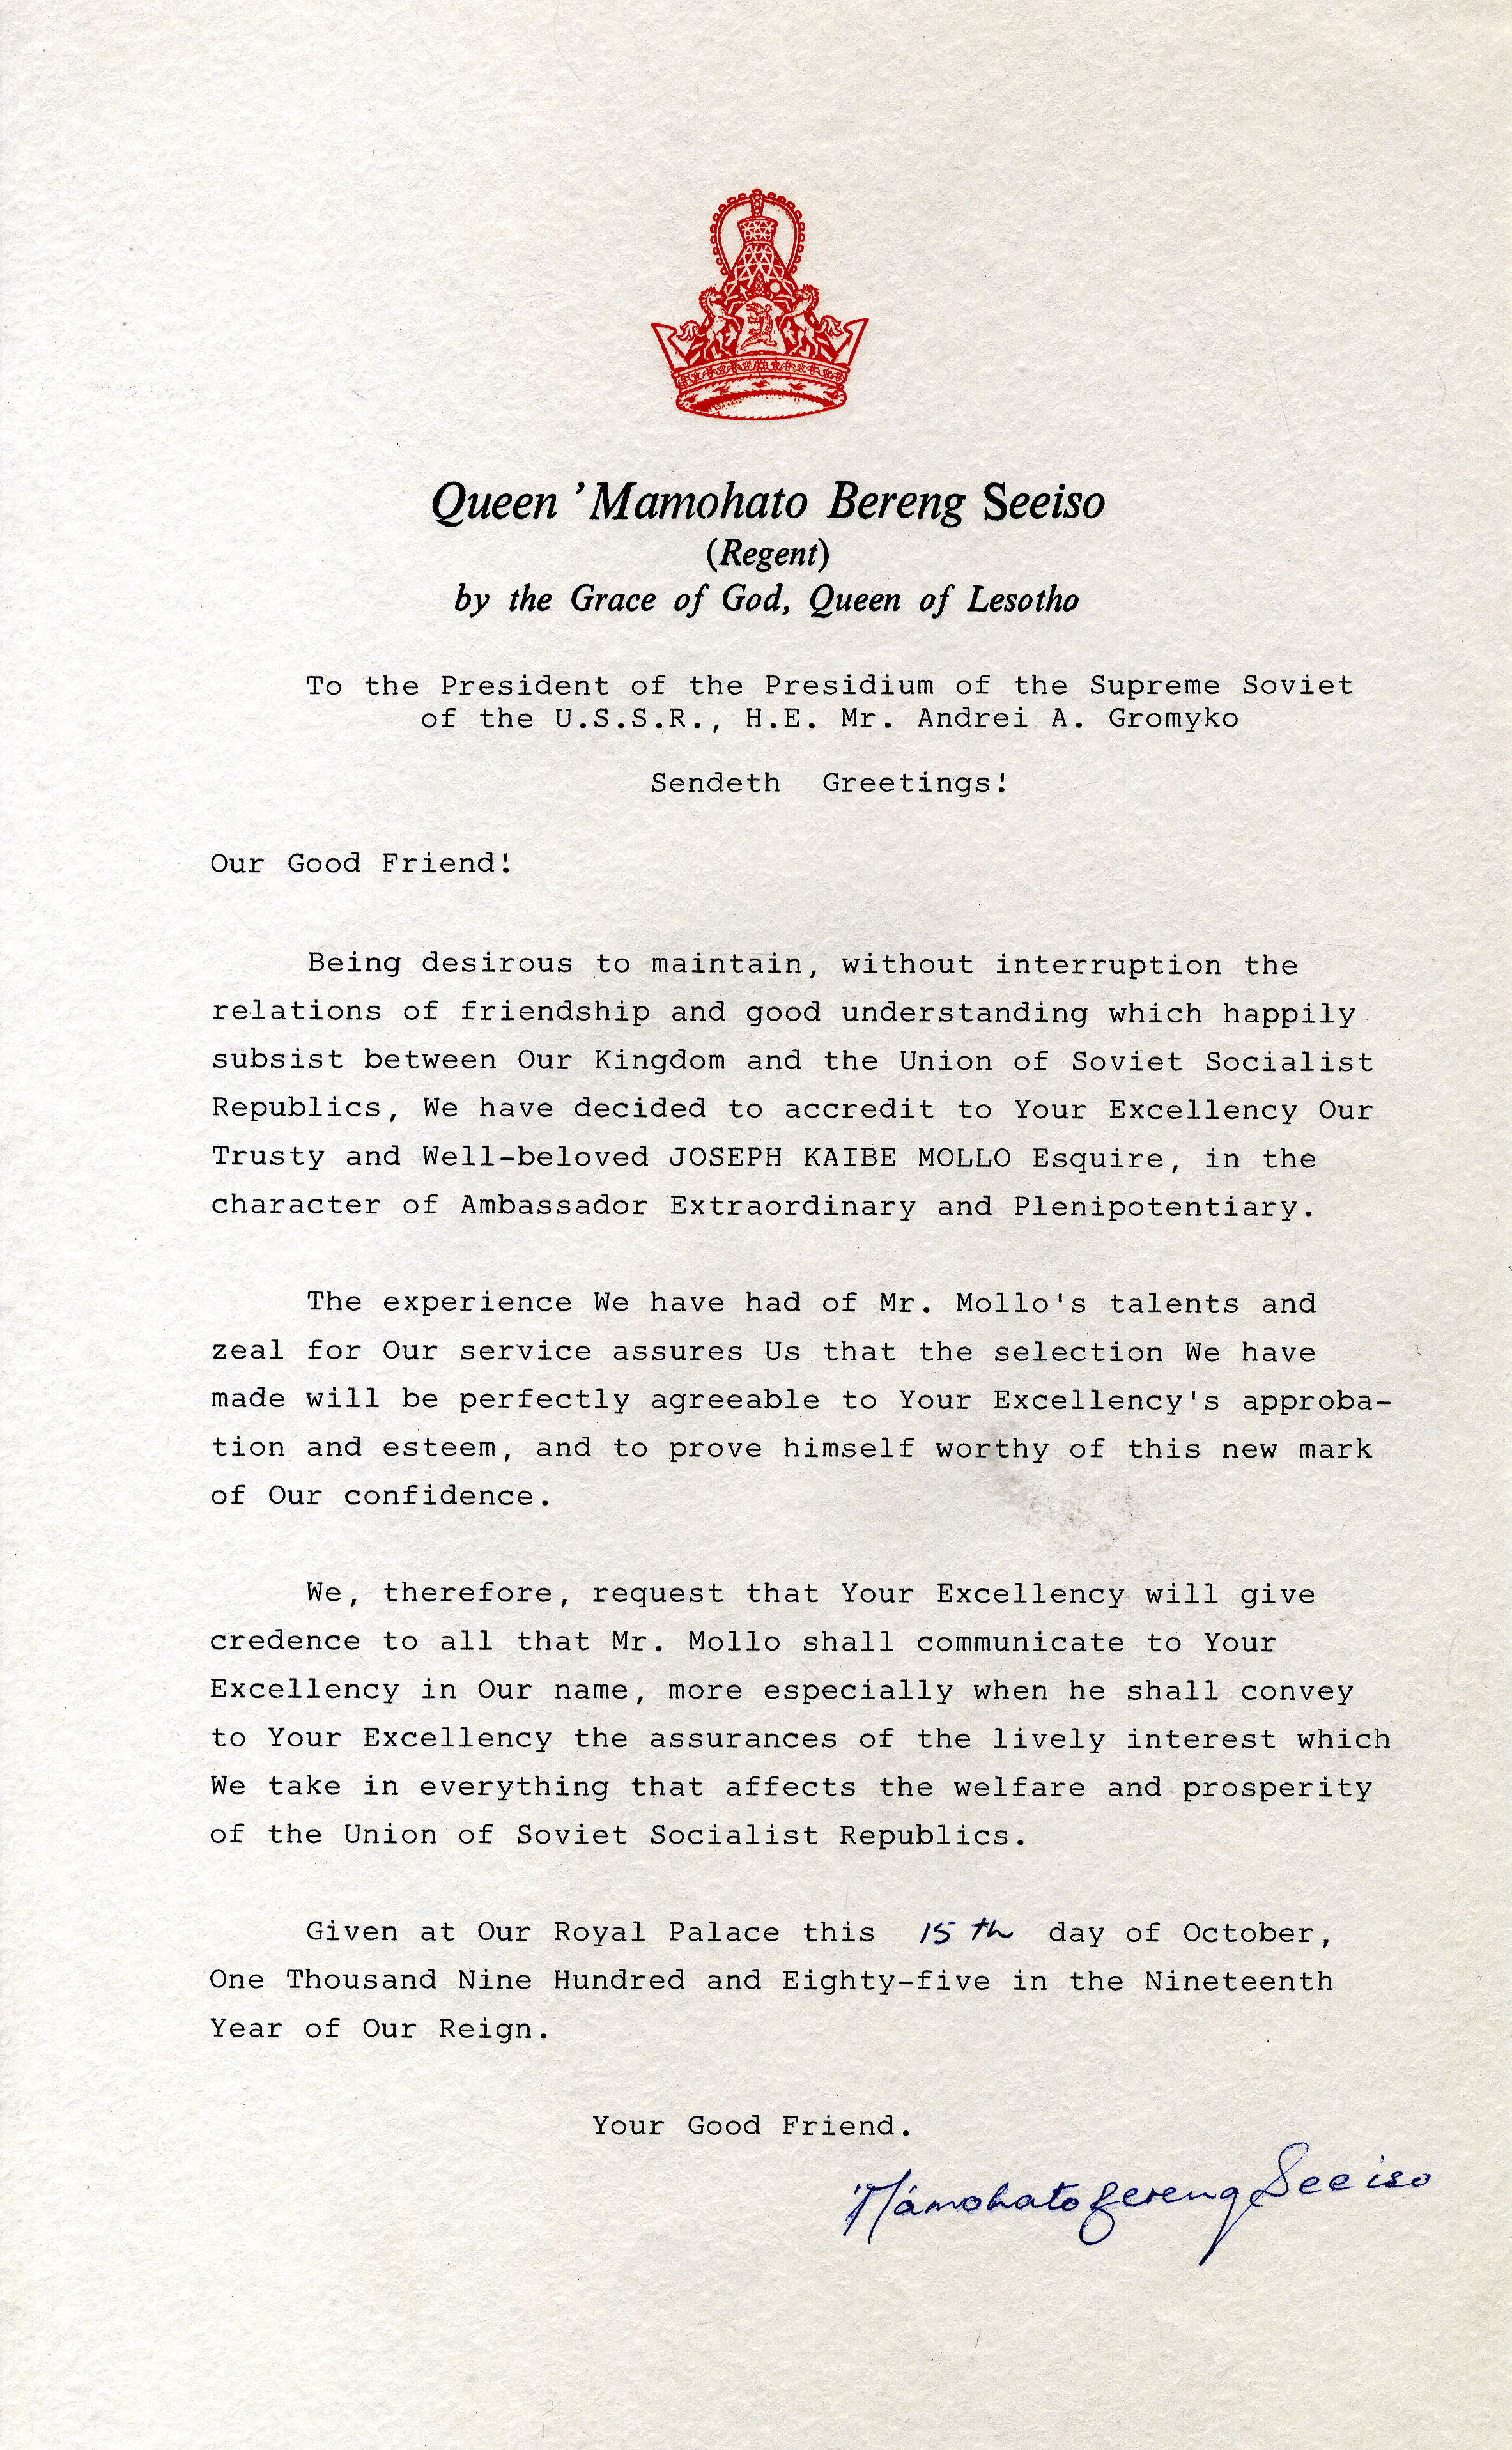 Queen 'Mamohato Bereng Seeiso
(Regent)
by the Grace of God, Queen of Lesotho
To the President of the Presidium of the Supreme Soviet
of the U.S.S.R., H.E. Mr. Andrei A. Gromyko
Sendeth Greetings!
Our Good Friend!
Being desirous to maintain, without interruption the
relations of friendship and good understanding which happily
subsist between Our Kingdom and the Union of Soviet Socialist
Republics, We have decided to accredit to Your Excellency Our
Trusty and Well-beloved JOSEPH KAIBE MOLLO Esquire, in the
character of Ambassador Extraordinary and Plenipotentiary.
The experience We have had of Mr. Mollo's talents and
zeal for Our service assures Us that the selection We have
made will be perfectly agreeable to Your Excellency's approba-
tion and esteem, and to prove himself worthy of this new mark
of Our confidence.
We, therefore, request that Your Excellency will give
credence to all that Mr. Mollo shall communicate to Your
Excellency in Our name, more especially when he shall convey
to Your Excellency the assurances of the lively interest which
We take in everything that affects the welfare and prosperity
of the Union of Soviet Socialist Republics.
Given at Our Royal Palace this 15th day of October,
One Thousand Nine Hundred and Eighty-five in the Nineteenth
Year of Our Reign.
Your Good Friend.
'Mamohato Bereng Seeiso